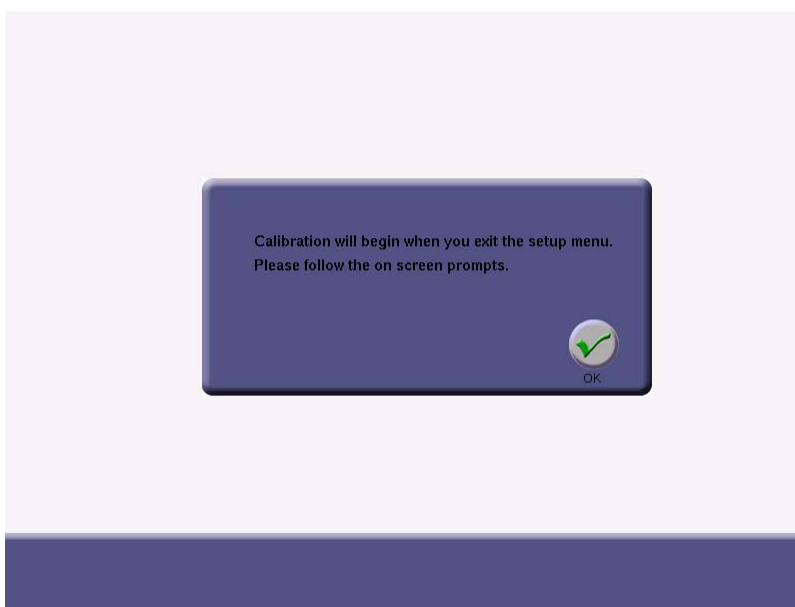 Calibration will begin when you exit the setup menu.
Please follow the on screen prompts.
OK